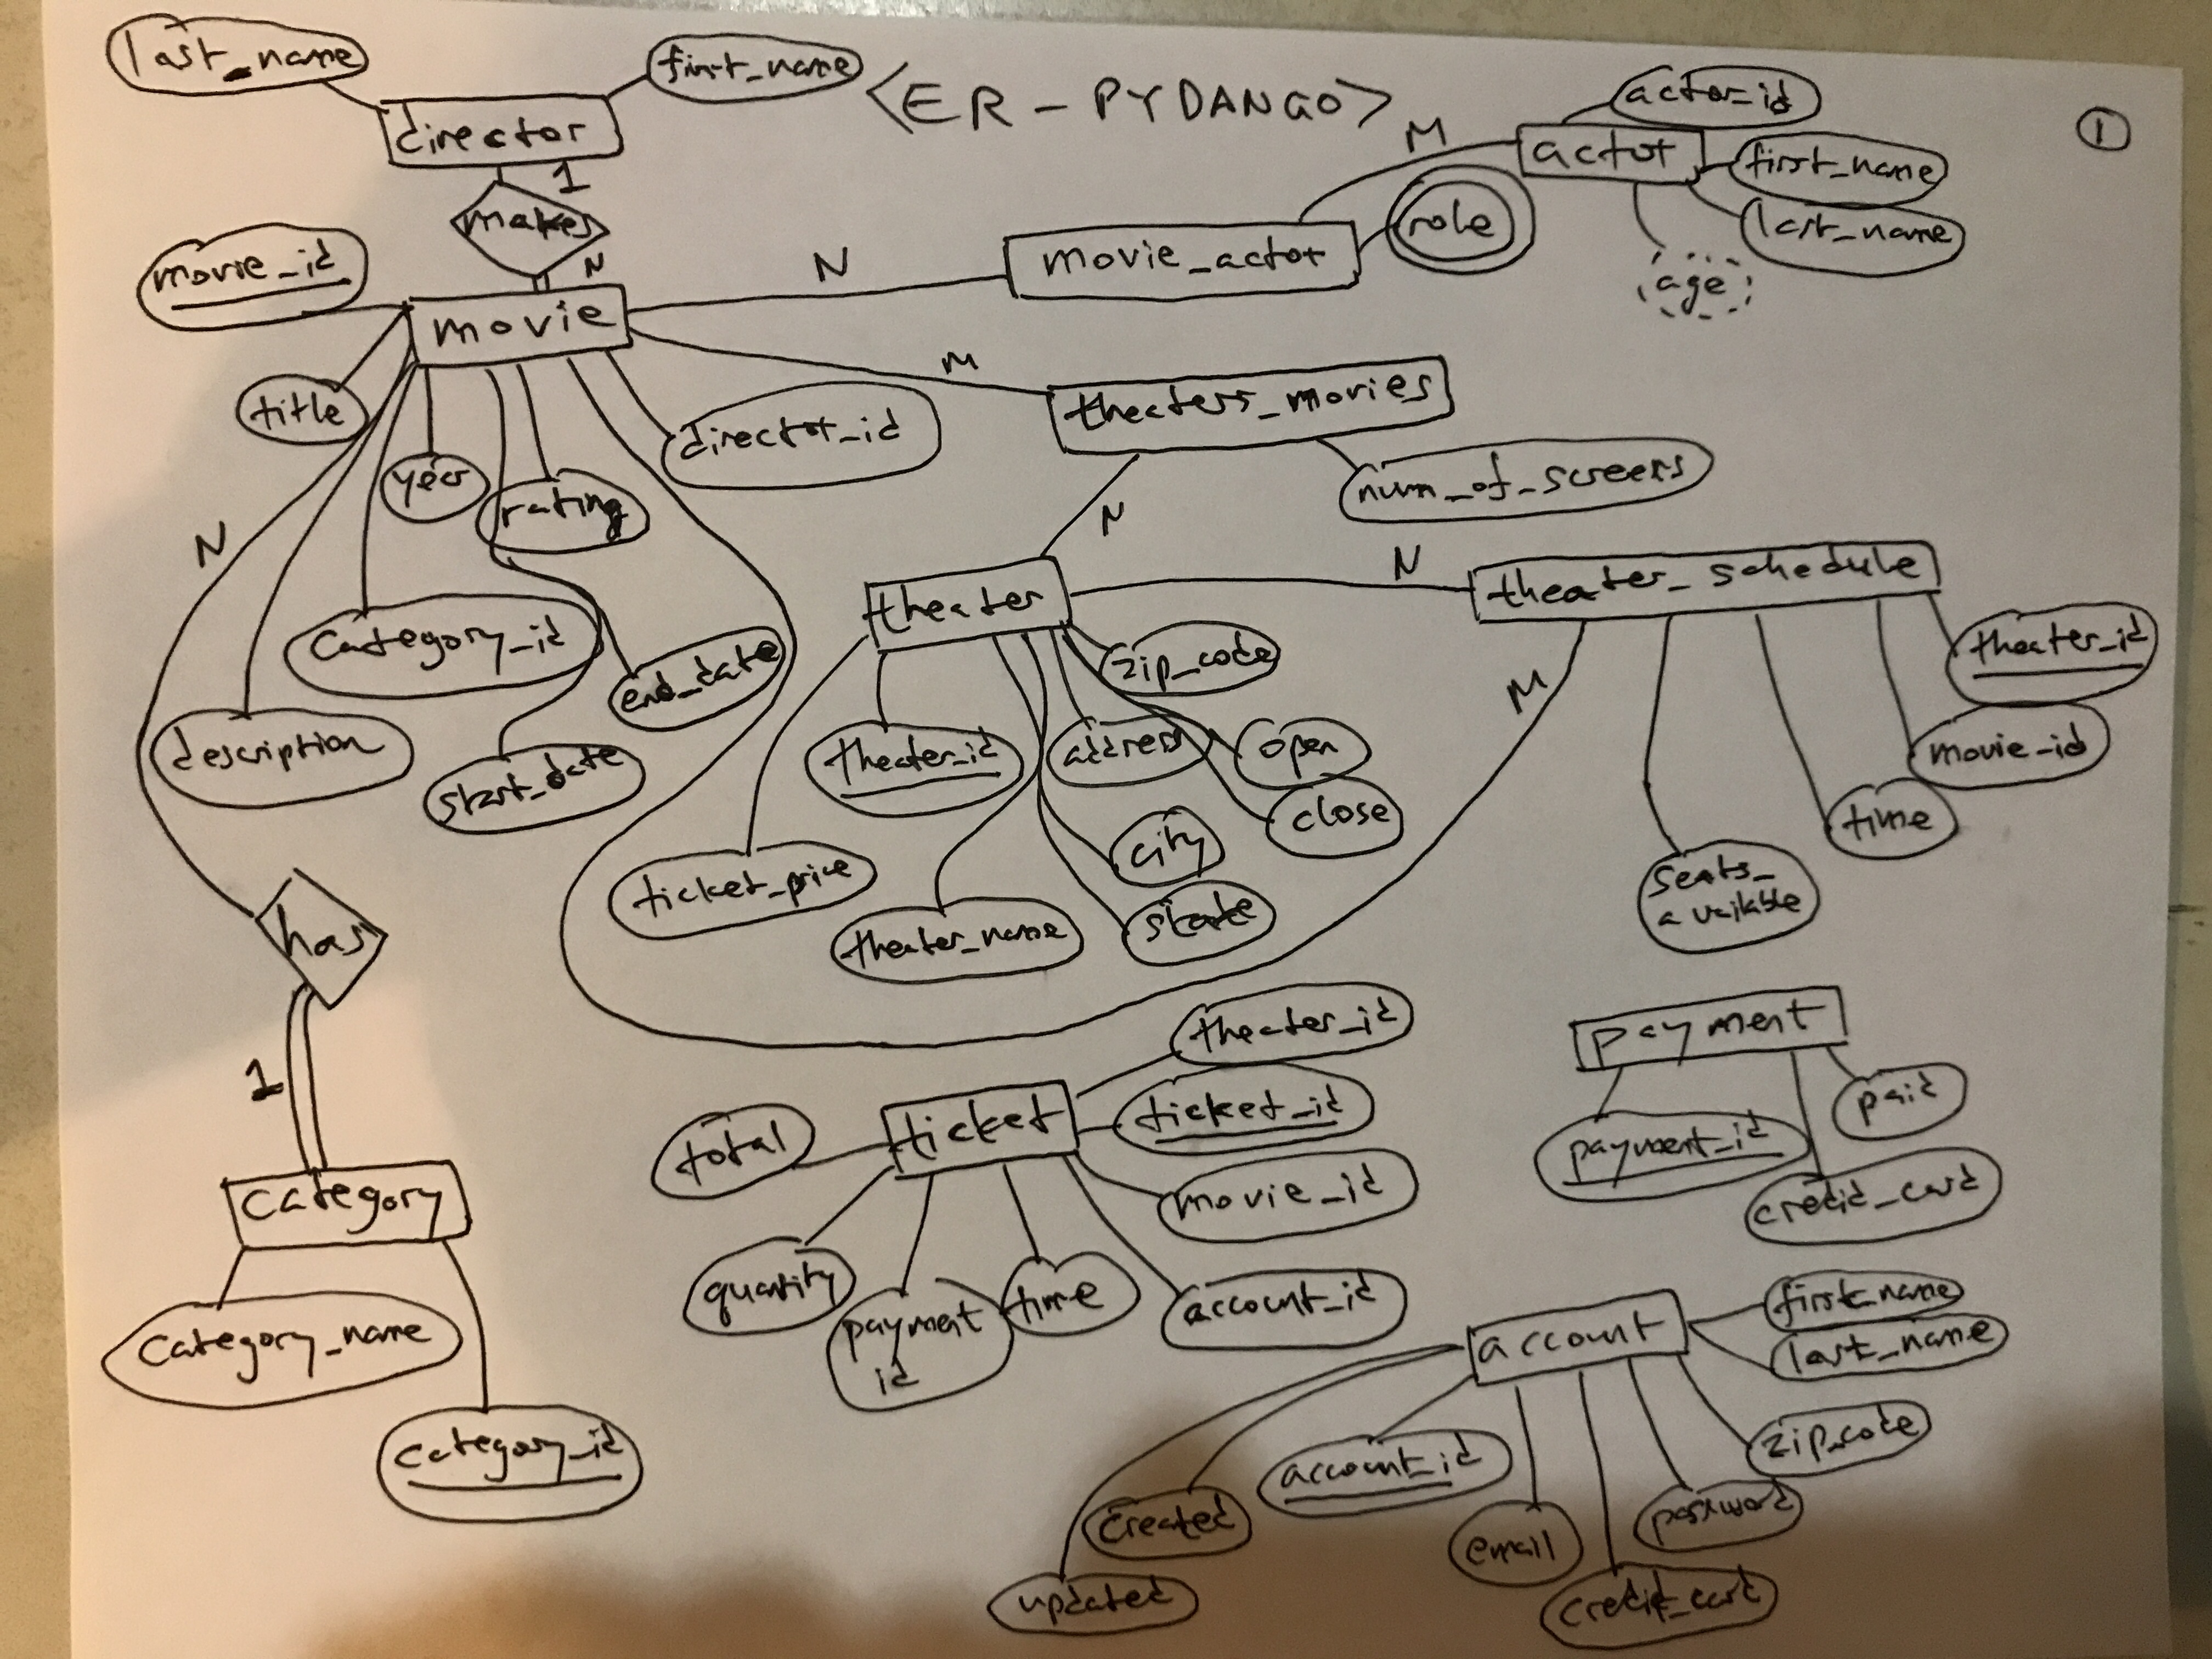 <ER - PYDANGO>
1
last_name
first_name
director
1
makes
N
movie_id
movie
title
year
rating
director_id
category_id
end_date
description
start_date
N
has
1
category
category_name
category_id
N
movie_actor
role
M
actor
actor_id
first_name
last_name
age
M
theaters_movies
num_of_screens
N
theater
zip_code
theater_id
address
open
close
city
state
ticket_price
theater_name
N
theater_schedule
M
theater_id
movie_id
time
seats_
available
ticket
theater_id
ticket_id
movie_id
total
quantity
payment
id
time
account_id
payment
payment_id
paid
credid_card
account
first_name
last_name
zip_code
password
account_id
email
credit_card
created
updated